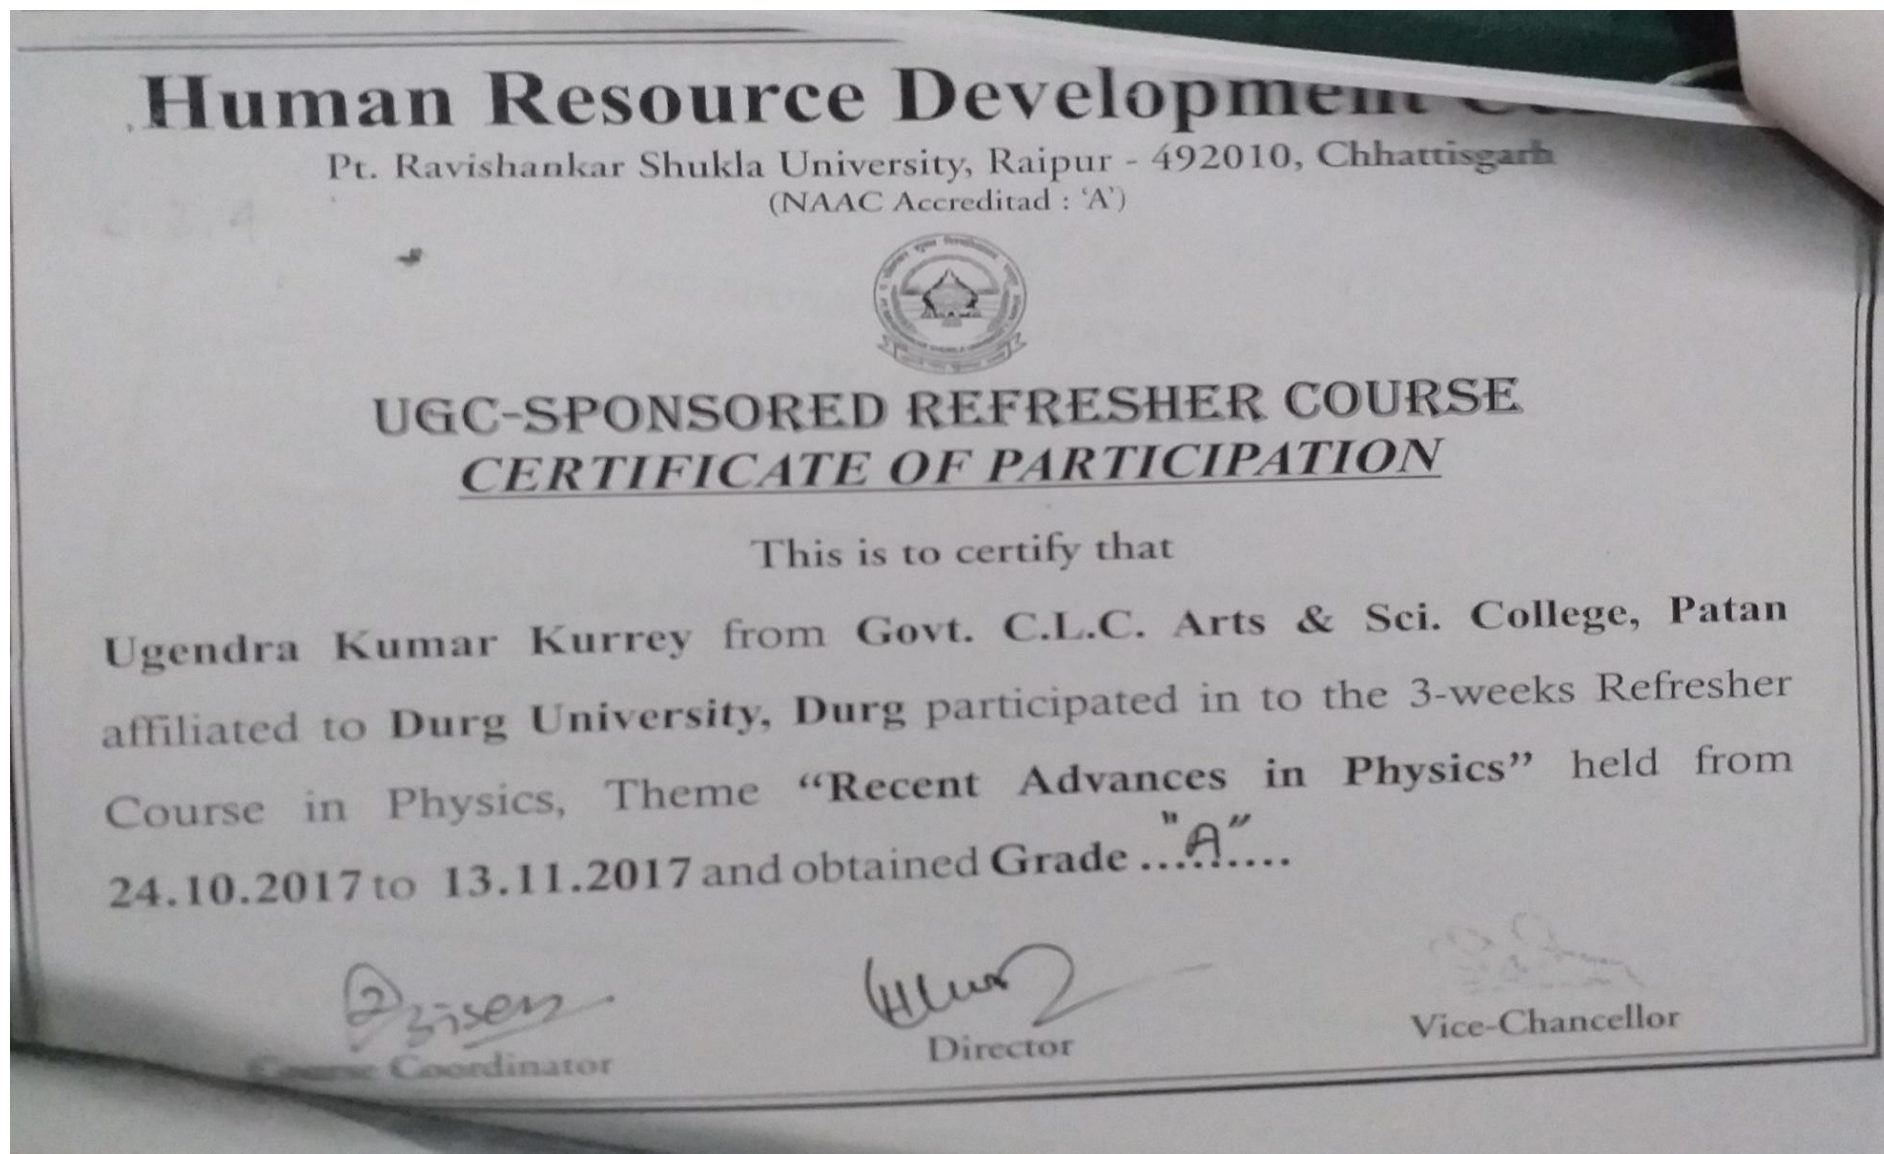 Human Resource Development
Pt. Ravishankar Shukla University, Raipur - 492010, Chhattisgarh
(NAAC Accreditad : ‘A’)
UGC-SPONSORED REFRESHER COURSE
CERTIFICATE OF PARTICIPATION
This is to certify that
Ugendra Kumar Kurrey from Govt. C.L.C. Arts & Sci. College, Patan
affiliated to Durg University, Durg participated in to the 3-weeks Refresher
Course in Physics, Theme “Recent Advances in Physics” held from
24.10.2017 to 13.11.2017 and obtained Grade ...."A"....
Course Coordinator
Director
Vice-Chancellor